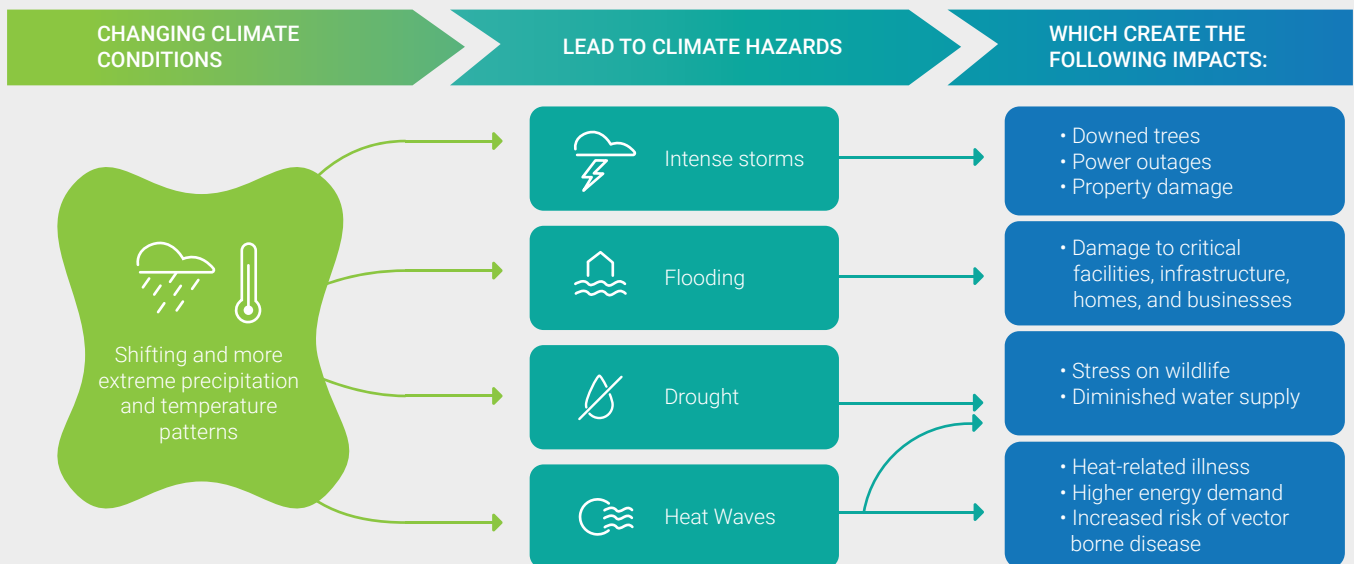 CHANGING CLIMATE
CONDITIONS
LEAD TO CLIMATE HAZARDS
WHICH CREATE THE
FOLLOWING IMPACTS:
Shifting and more
extreme precipitation
and temperature
patterns
Intense storms
Flooding
Drought
Heat Waves
• Downed trees
• Power outages
• Property damage
• Damage to critical
facilities, infrastructure,
homes, and businesses
• Stress on wildlife
• Diminished water supply
• Heat-related illness
• Higher energy demand
• Increased risk of vector
borne disease